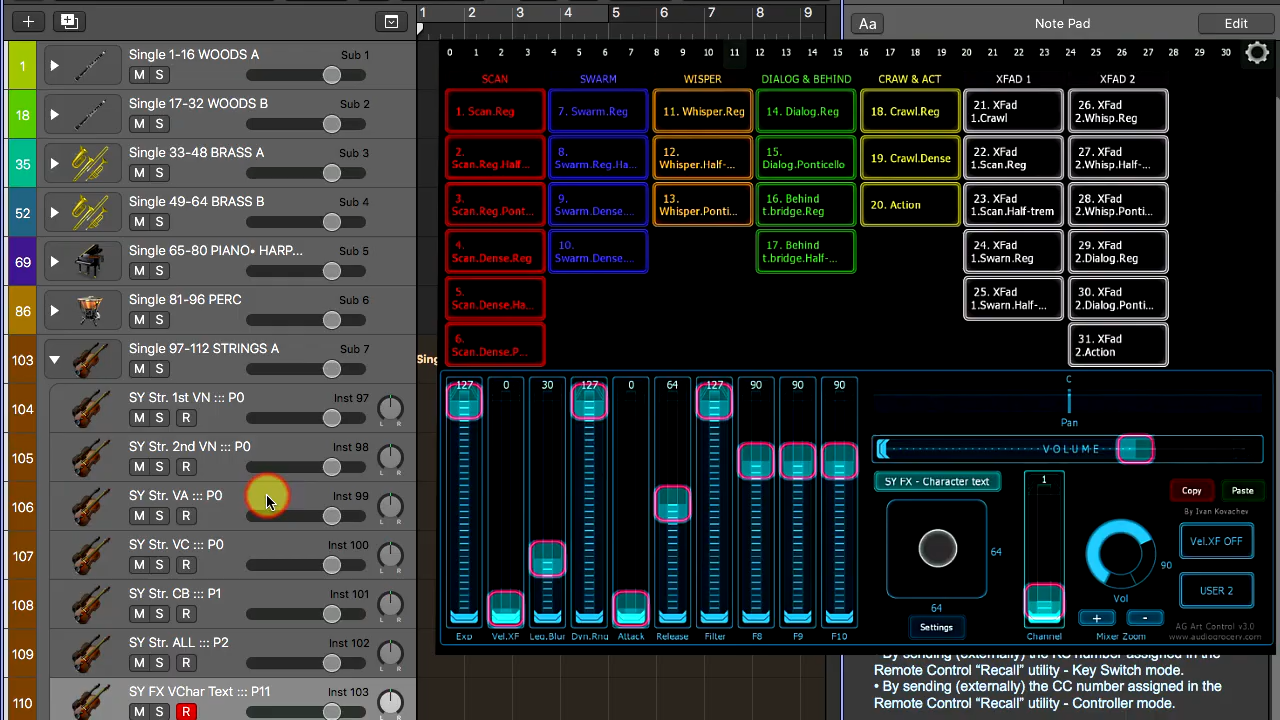 1 2 3 4 5 6 7 8 9
Aa Note Pad Edit
1 Single 1-16 WOODS A Sub 1
M S
18 Single 17-32 WOODS B Sub 2
M S
35 Single 33-48 BRASS A Sub 3
M S
52 Single 49-64 BRASS B Sub 4
M S
69 Single 65-80 PIANO• HARP... Sub 5
M S
86 Single 81-96 PERC Sub 6
M S
103 Single 97-112 STRINGS A Sub 7
M S
104 SY Str. 1st VN ::: P0 Inst 97
M S R L R
105 SY Str. 2nd VN ::: P0 Inst 98
M S R L R
106 SY Str. VA ::: P0 Inst 99
M S R L R
107 SY Str. VC ::: P0 Inst 100
M S R L R
108 SY Str. CB ::: P1
M S R L R
109 SY Str. ALL ::: P2 Inst 102
M S R L R
110 SY FX VChar Text ::: P11 Inst 103
M S R L R
Sing
0 1 2 3 4 5 6 7 8 9 10 11 12 13 14 15 16 17 18 19 20 21 22 23 24 25 26 27 28 29 30
SCAN SWARM WISPER DIALOG & BEHIND CRAW & ACT XFAD 1 XFAD 2
1. Scan.Reg
2. Scan.Reg.Half...
3. Scan.Reg.Pont...
4. Scan.Dense.Reg
5. Scan.Dense.Ha...
6. Scan.Dense.P...
7. Swarm.Reg
8. Swarm.Reg.Ha...
9. Swarm.Dense....
10. Swarm.Dense....
11. Whisper.Reg
12. Whisper.Half-...
13. Whisper.Ponti...
14. Dialog.Reg
15. Dialog.Ponticello
16. Behind t.bridge.Reg
17. Behind t.bridge.Half-...
18. Crawl.Reg
19. Crawl.Dense
20. Action
21. XFad 1.Crawl
22. XFad 1.Scan.Reg
23. XFad 1.Scan.Half-trem
24. XFad 1.Swarn.Reg
25. XFad 1.Swarn.Half-...
26. XFad 2.Whisp.Reg
27. XFad 2.Whisp.Half-...
28. XFad 2.Whisp.Ponti...
29. XFad 2.Dialog.Reg
30. XFad 2.Dialog.Ponti...
31. XFad 2.Action
127 0 30 127 0 64 127 90 90 90
Exp Vel.XF Leg.Blur Dyn.Rng Attack Release Filter F8 F9 F10
C
Pan
VOLUME
SY FX - Character text
64
64
Settings
1
Channel
90
Vol
+ -
Mixer Zoom
Copy Paste
By Ivan Kovachev
Vel.XF OFF
USER 2
AG Art Control v3.0
www.audiogrocery.com
Remote Control “Recall” utility - Key Switch mode.
• By sending (externally) the CC number assigned in the
Remote Control “Recall” utility - Controller mode.